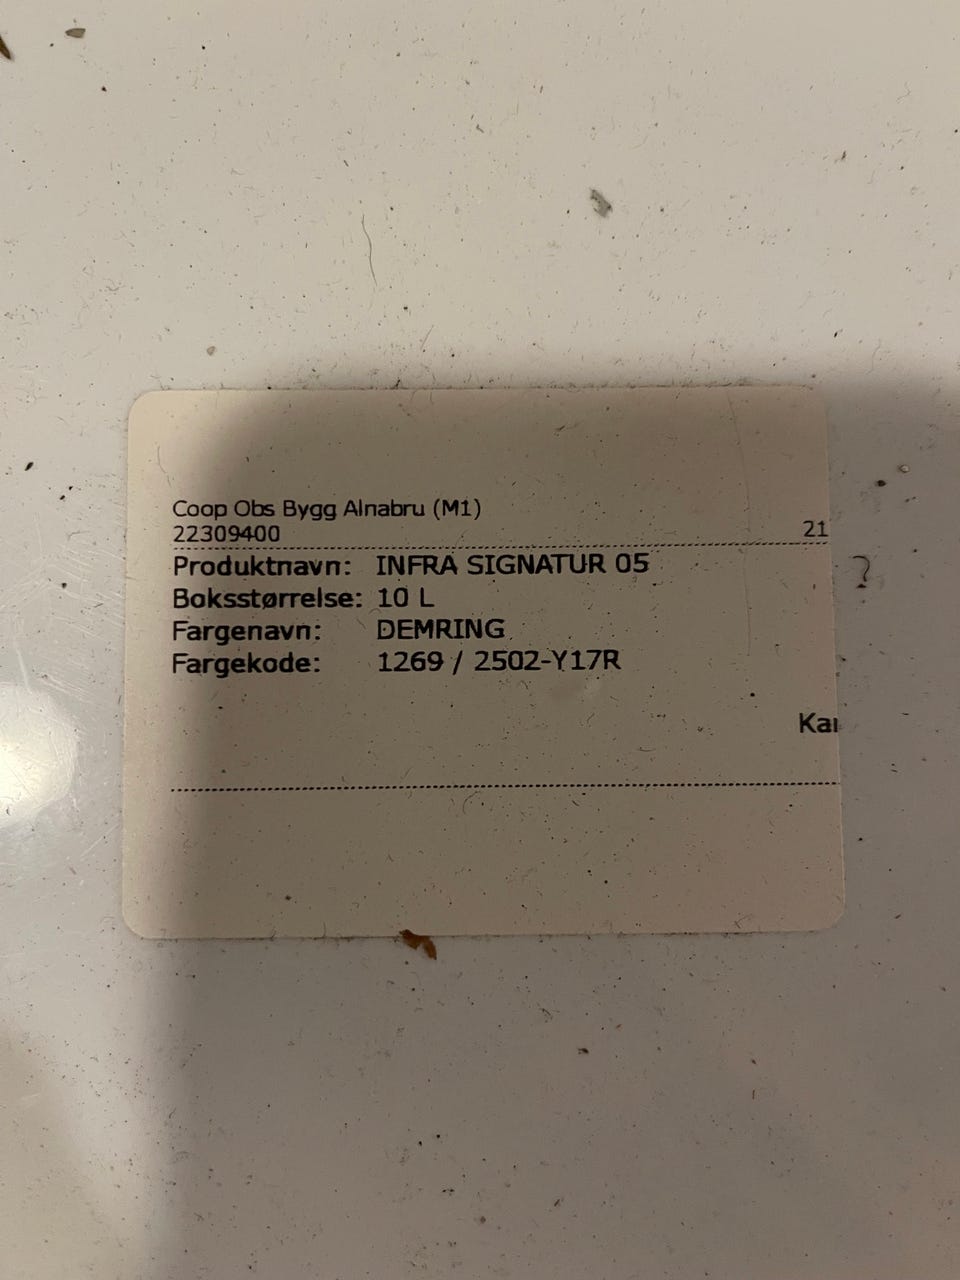 Coop Obs Bygg Alnabru (M1)
22309400 21
Produktnavn: INFRA SIGNATUR 05
Boksstørrelse: 10 L
Fargenavn: DEMRING
Fargekode: 1269 / 2502-Y17R